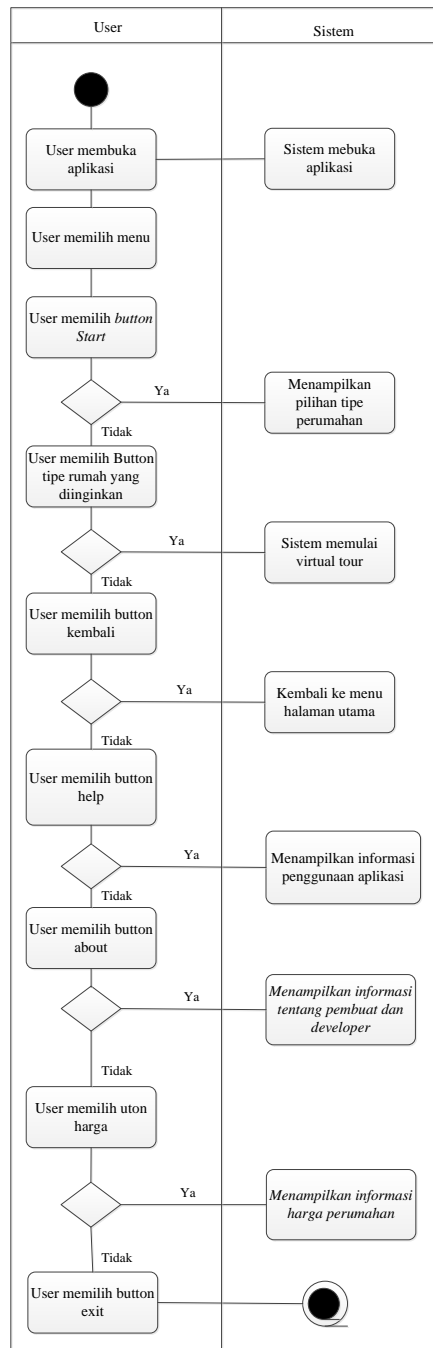 User
Sistem
User membuka
aplikasi
Sistem mebuka
aplikasi
User memilih menu
User memilih button
Start
Ya
Menampilkan
pilihan tipe
perumahan
Tidak
User memilih Button
tipe rumah yang
diinginkan
Ya
Sistem memulai
virtual tour
Tidak
User memilih button
kembali
Ya
Kembali ke menu
halaman utama
Tidak
User memilih button
help
Ya
Menampilkan informasi
penggunaan aplikasi
Tidak
User memilih button
about
Ya
Menampilkan informasi
tentang pembuat dan
developer
Tidak
User memilih uton
harga
Ya
Menampilkan informasi
harga perumahan
Tidak
User memilih button
exit